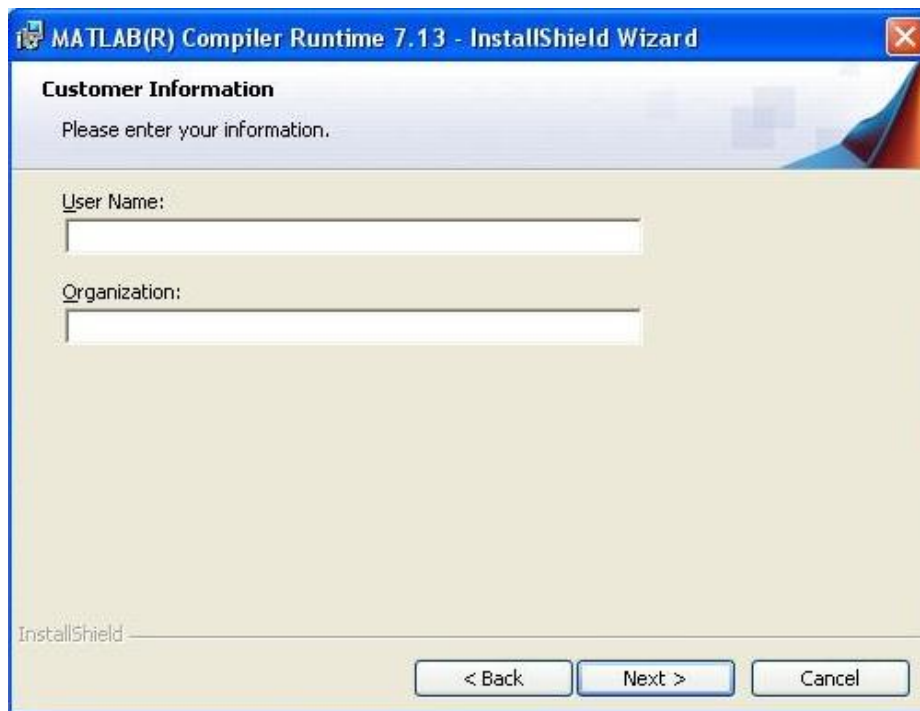 MATLAB(R) Compiler Runtime 7.13 - InstallShield Wizard
Customer Information
Please enter your information.
User Name:
Organization:
InstallShield
< Back Next > Cancel